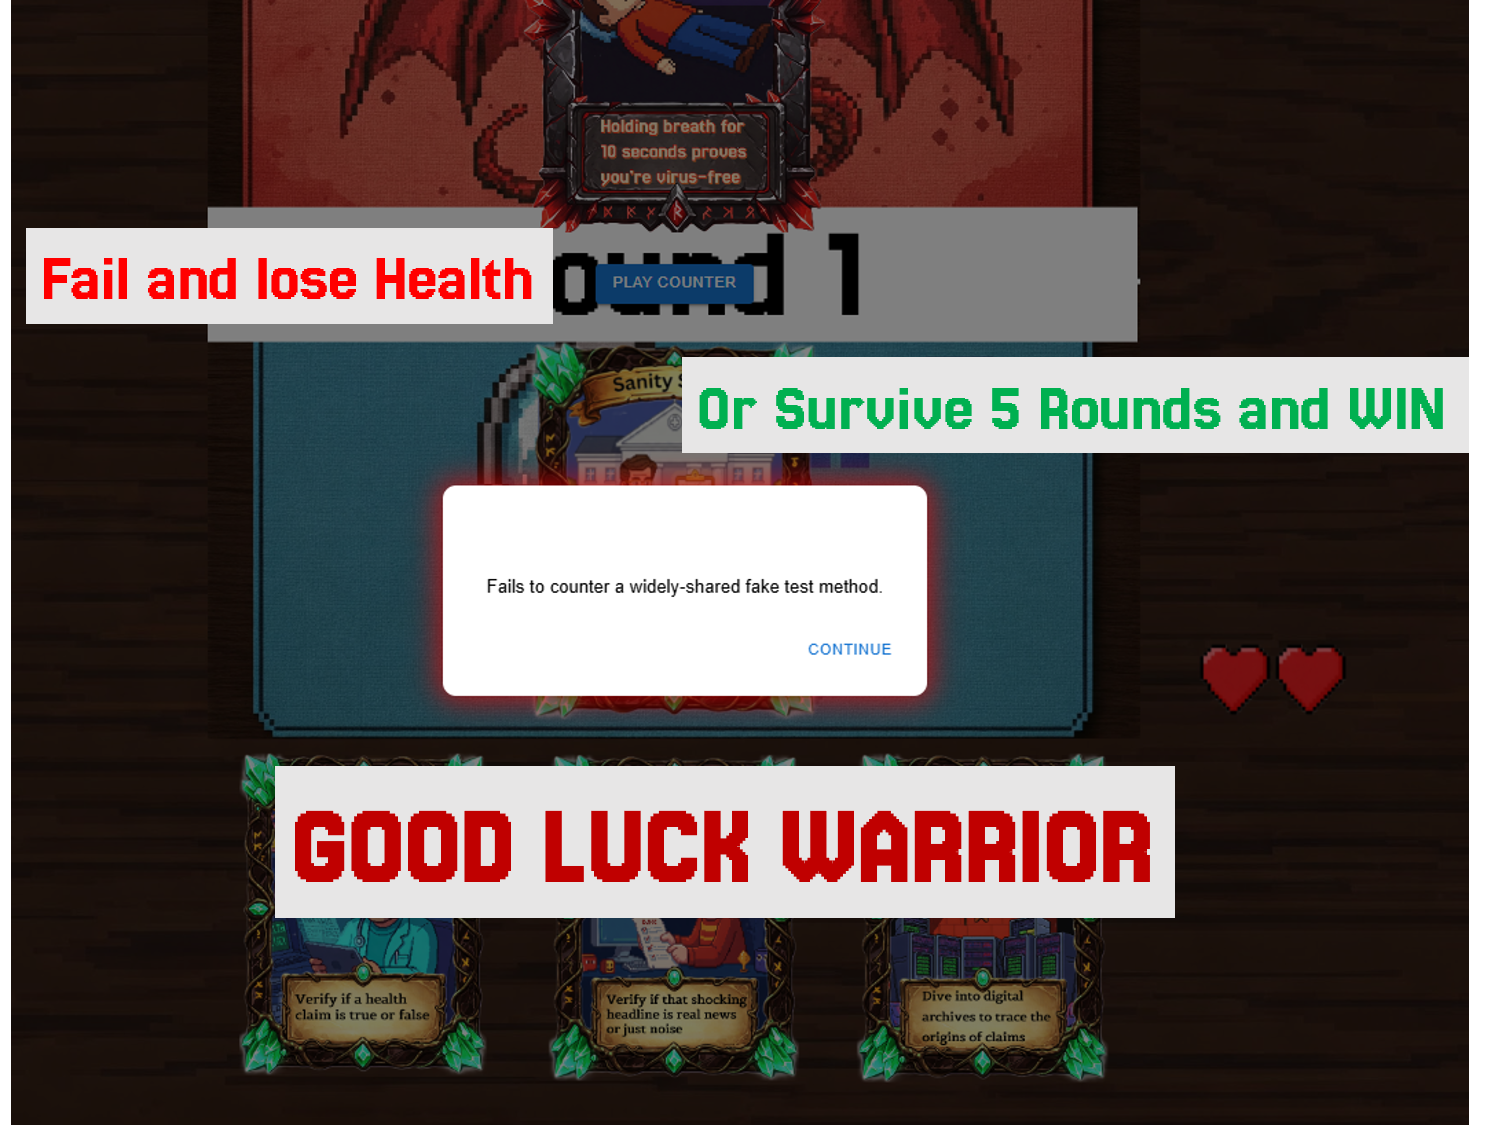 Holding breath for
10 seconds proves
you're virus-free
Fail and lose Health
ound 1
PLAY COUNTER
Sanity S
Or Survive 5 Rounds and WIN
Fails to counter a widely-shared fake test method.
CONTINUE
GOOD LUCK WARRIOR
Verify if a health
claim is true or false
Verify if that shocking
headline is real news
or just noise
Dive into digital
archives to trace the
origins of claims